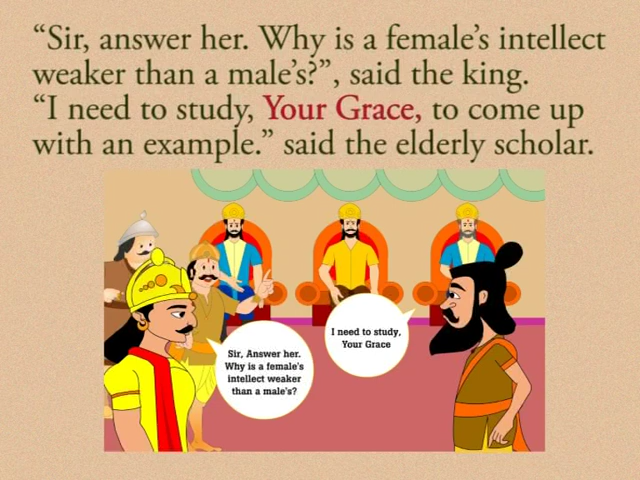 “Sir, answer her. Why is a female’s intellect
weaker than a male’s?”, said the king.
“I need to study, Your Grace, to come up
with an example.” said the elderly scholar.
I need to study,
Your Grace
Sir, Answer her.
Why is a female's
intellect weaker
than a male's?